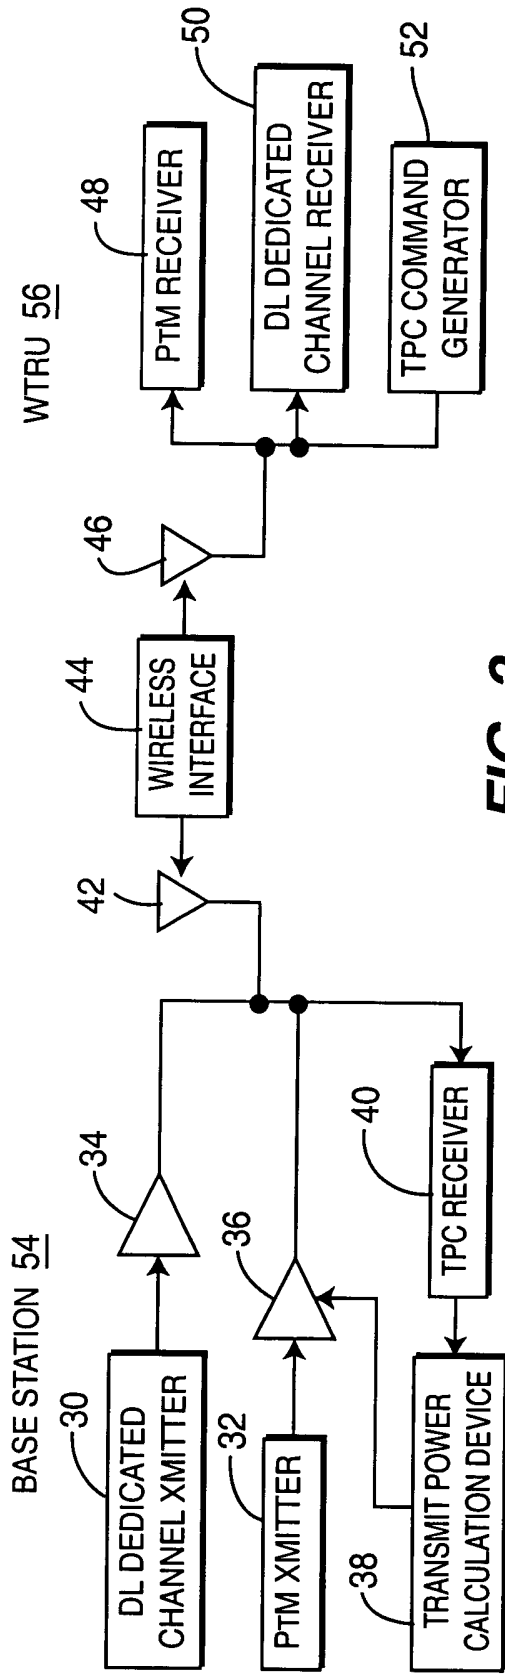 BASE STATION 54
30
DL DEDICATED
CHANNEL XMITTER
34
32
PTM XMITTER
36
38
TRANSMIT POWER
CALCULATION DEVICE
40
TPC RECEIVER
42
44
WIRELESS
INTERFACE
46
WTRU 56
48
PTM RECEIVER
50
DL DEDICATED
CHANNEL RECEIVER
52
TPC COMMAND
GENERATOR